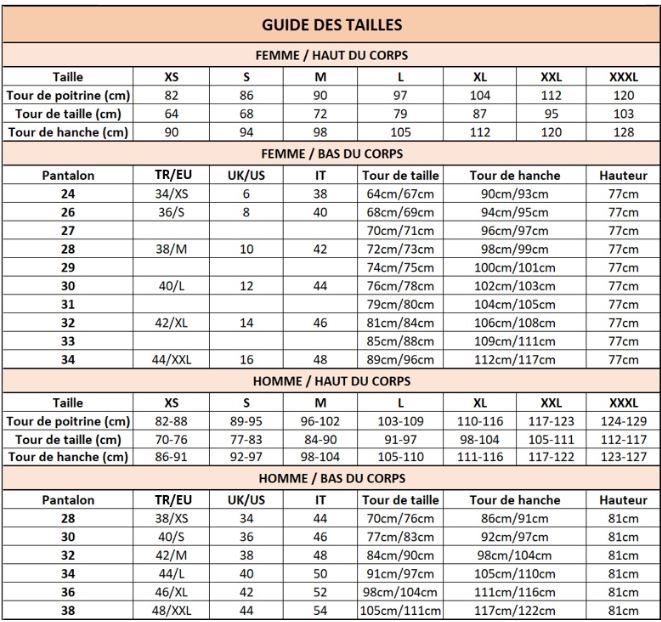 GUIDE DES TAILLES
FEMME / HAUT DU CORPS
Taille XS S M L XL XXL XXXL
Tour de poitrine (cm) 82 86 90 97 104 112 120
Tour de taille (cm) 64 68 72 79 87 95 103
Tour de hanche (cm) 90 94 98 105 112 120 128
FEMME / BAS DU CORPS
Pantalon TR/EU UK/US IT Tour de taille Tour de hanche Hauteur
24 34/XS 6 38 64cm/67cm 90cm/93cm 77cm
26 36/S 8 40 68cm/69cm 94cm/95cm 77cm
27 70cm/71cm 96cm/97cm 77cm
28 38/M 10 42 72cm/73cm 98cm/99cm 77cm
29 74cm/75cm 100cm/101cm 77cm
30 40/L 12 44 76cm/78cm 102cm/103cm 77cm
31 79cm/80cm 104cm/105cm 77cm
32 42/XL 14 46 81cm/84cm 106cm/108cm 77cm
33 85cm/88cm 109cm/111cm 77cm
34 44/XXL 16 48 89cm/96cm 112cm/117cm 77cm
HOMME / HAUT DU CORPS
Taille XS S M L XL XXL XXXL
Tour de poitrine (cm) 82-88 89-95 96-102 103-109 110-116 117-123 124-129
Tour de taille (cm) 70-76 77-83 84-90 91-97 98-104 105-111 112-117
Tour de hanche (cm) 86-91 92-97 98-104 105-110 111-116 117-122 123-127
HOMME / BAS DU CORPS
Pantalon TR/EU UK/US IT Tour de taille Tour de hanche Hauteur
28 38/XS 34 44 70cm/76cm 86cm/91cm 81cm
30 40/S 36 46 77cm/83cm 92cm/97cm 81cm
32 42/M 38 48 84cm/90cm 98cm/104cm 81cm
34 44/L 40 50 91cm/97cm 105cm/110cm 81cm
36 46/XL 42 52 98cm/104cm 111cm/116cm 81cm
38 48/XXL 44 54 105cm/111cm 117cm/122cm 81cm